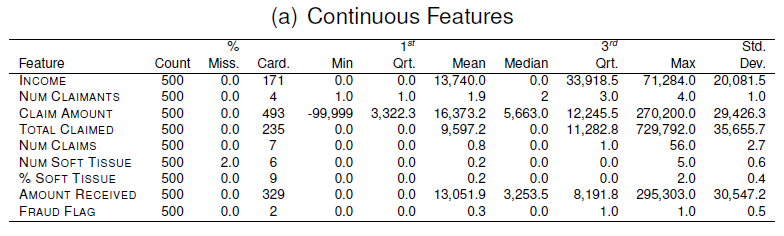 (a) Continuous Features
% 1st 3rd Std.
Feature Count Miss. Card. Min Qrt. Mean Median Qrt. Max Dev.
INCOME 500 0.0 171 0.0 0.0 13,740.0 0.0 33,918.5 71,284.0 20,081.5
NUM CLAIMANTS 500 0.0 4 1.0 1.0 1.9 2 3.0 4.0 1.0
CLAIM AMOUNT 500 0.0 493 -99,999 3,322.3 16,373.2 5,663.0 12,245.5 270,200.0 29,426.3
TOTAL CLAIMED 500 0.0 235 0.0 0.0 9,597.2 0.0 11,282.8 729,792.0 35,655.7
NUM CLAIMS 500 0.0 7 0.0 0.0 0.8 0.0 1.0 56.0 2.7
NUM SOFT TISSUE 500 2.0 6 0.0 0.0 0.2 0.0 0.0 5.0 0.6
% SOFT TISSUE 500 0.0 9 0.0 0.0 0.2 0.0 0.0 2.0 0.4
AMOUNT RECEIVED 500 0.0 329 0.0 0.0 13,051.9 3,253.5 8,191.8 295,303.0 30,547.2
FRAUD FLAG 500 0.0 2 0.0 0.0 0.3 0.0 1.0 1.0 0.5